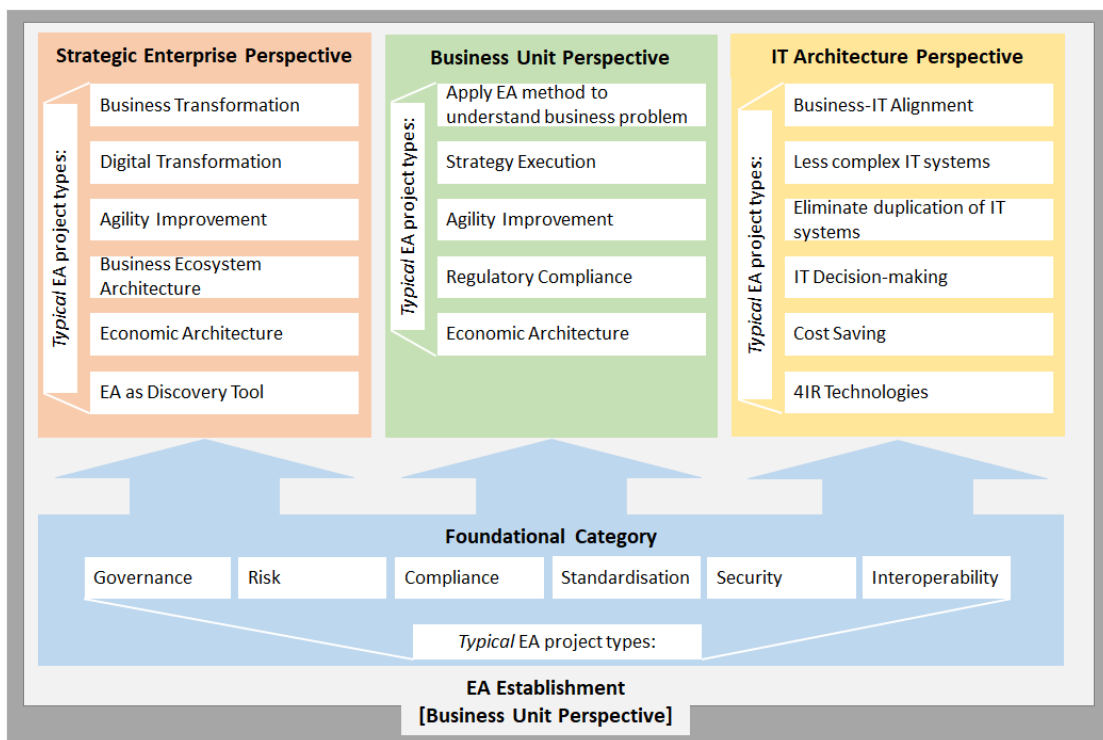 Strategic Enterprise Perspective
Typical EA project types:
Business Transformation
Digital Transformation
Agility Improvement
Business Ecosystem
Architecture
Economic Architecture
EA as Discovery Tool
Business Unit Perspective
Typical EA project types:
Apply EA method to
understand business problem
Strategy Execution
Agility Improvement
Regulatory Compliance
Economic Architecture
IT Architecture Perspective
Typical EA project types:
Business-IT Alignment
Less complex IT systems
Eliminate duplication of IT
systems
IT Decision-making
Cost Saving
4IR Technologies
Foundational Category
Governance
Risk
Compliance
Standardisation
Security
Interoperability
Typical EA project types:
EA Establishment
[Business Unit Perspective]